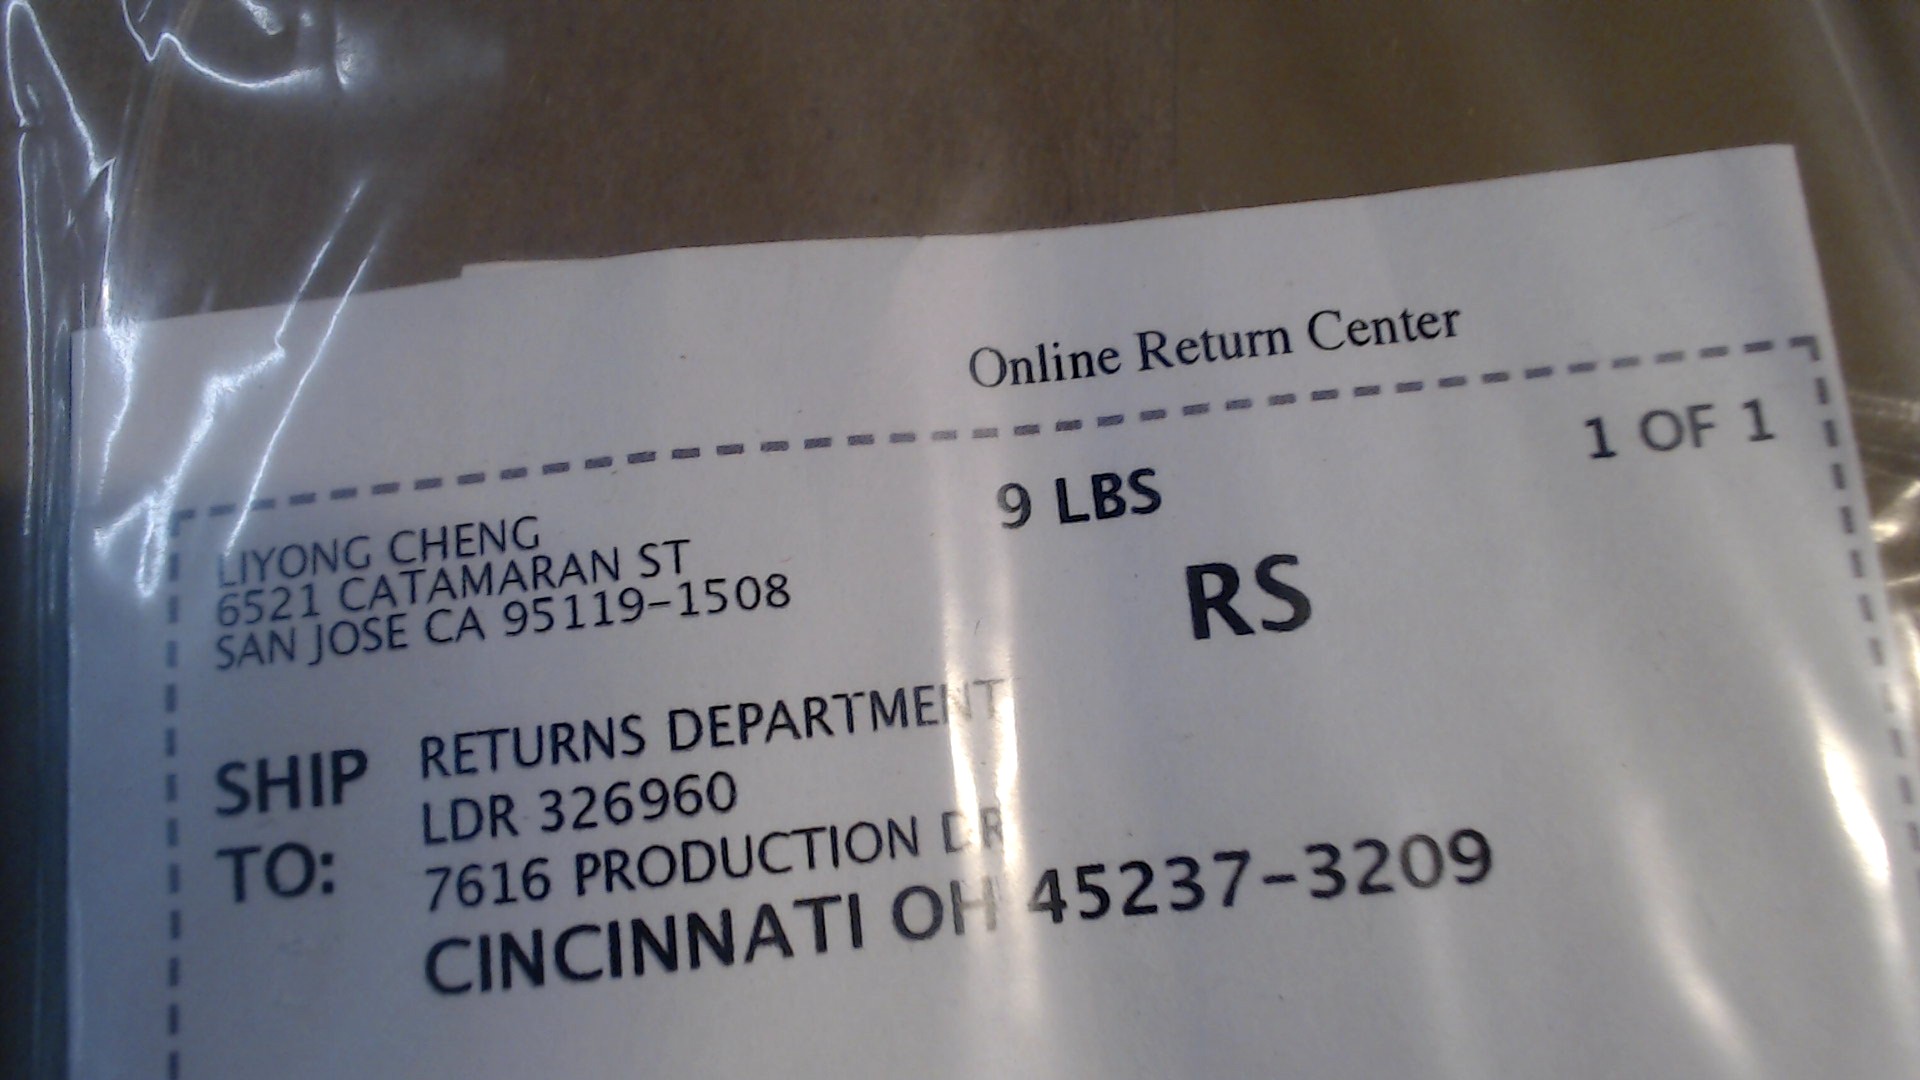 Online Return Center
1 OF 1
9 LBS
LIYONG CHENG
6521 CATAMARAN ST
SAN JOSE CA 95119-1508
RS
SHIP TO:
RETURNS DEPARTMENT
LDR 326960
7616 PRODUCTION DR
CINCINNATI OH 45237-3209